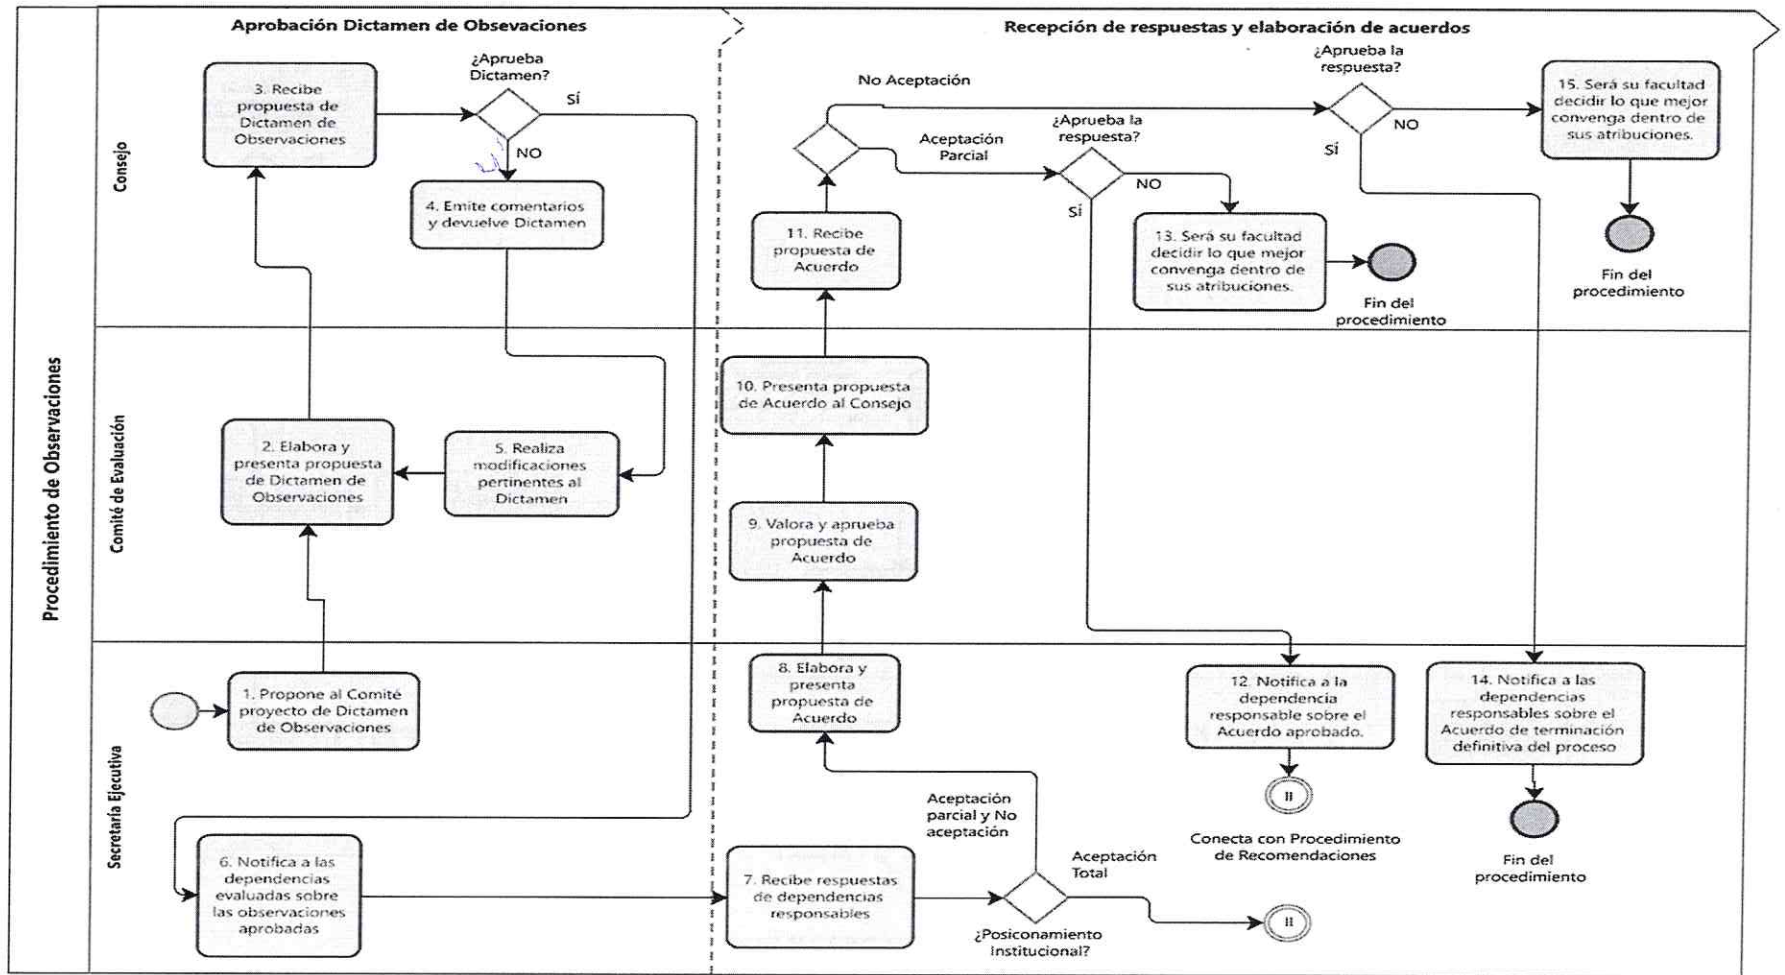 Procedimiento de Observaciones
Aprobación Dictamen de Obsevaciones
Recepción de respuestas y elaboración de acuerdos
Consejo
3. Recibe
propuesta de
Dictamen de
Observaciones
¿Aprueba
Dictamen?
SÍ
NO
4. Emite comentarios
y devuelve Dictamen
No Aceptación
Aceptación
Parcial
11. Recibe
propuesta de
Acuerdo
¿Aprueba la
respuesta?
SÍ
NO
13. Será su facultad
decidir lo que mejor
convenga dentro de
sus atribuciones.
Fin del
procedimiento
¿Aprueba la
respuesta?
NO
SÍ
15. Será su facultad
decidir lo que mejor
convenga dentro de
sus atribuciones.
Fin del
procedimiento
Comité de Evaluación
2. Elabora y
presenta propuesta
de Dictamen de
Observaciones
5. Realiza
modificaciones
pertinentes al
Dictamen
10. Presenta propuesta
de Acuerdo al Consejo
9. Valora y aprueba
propuesta de
Acuerdo
Secretaría Ejecutiva
1. Propone al Comité
proyecto de Dictamen
de Observaciones
6. Notifica a las
dependencias
evaluadas sobre
las observaciones
aprobadas
8. Elabora y
presenta
propuesta de
Acuerdo
7. Recibe respuestas
de dependencias
responsables
Aceptación
parcial y No
aceptación
¿Posiconamiento
Institucional?
Aceptación
Total
12. Notifica a la
dependencia
responsable sobre el
Acuerdo aprobado.
Conecta con Procedimiento
de Recomendaciones
14. Notifica a las
dependencias
responsables sobre el
Acuerdo de terminación
definitiva del proceso
Fin del
procedimiento